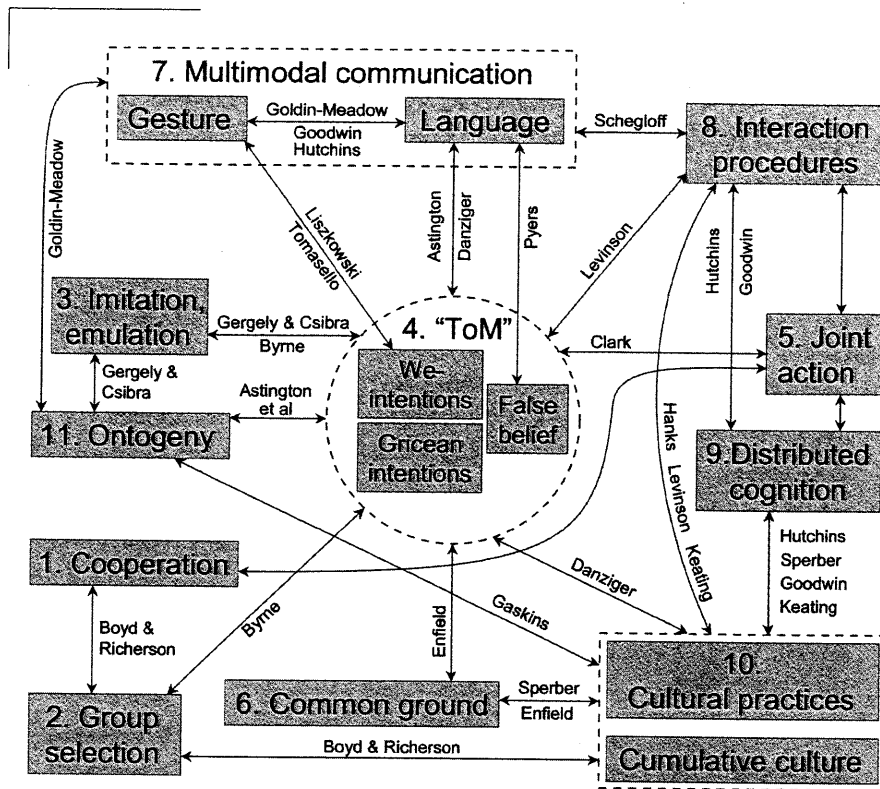 7. Multimodal communication
Gesture
Goldin-Meadow
Goodwin
Hutchins
Language
Schegloff
8. Interaction
procedures
Goldin-Meadow
Liszkowski
Tomasello
Astington
Danziger
Pyers
Levinson
Hutchins
Goodwin
3. Imitation,
emulation
Gergely & Csibra
Byrne
4. “ToM”
Clark
5. Joint
action
We–
intentions
False
belief
Gricean
intentions
Gergely &
Csibra
Astington
et al
11. Ontogeny
9.Distributed
cognition
Hanks Levinson Keating
1. Cooperation
Hutchins
Sperber
Goodwin
Keating
Boyd &
Richerson
Byrne
Enfield
Gaskins
Danziger
2. Group
selection
6. Common ground
Sperber
Enfield
10
Cultural practices
Boyd & Richerson
Cumulative culture